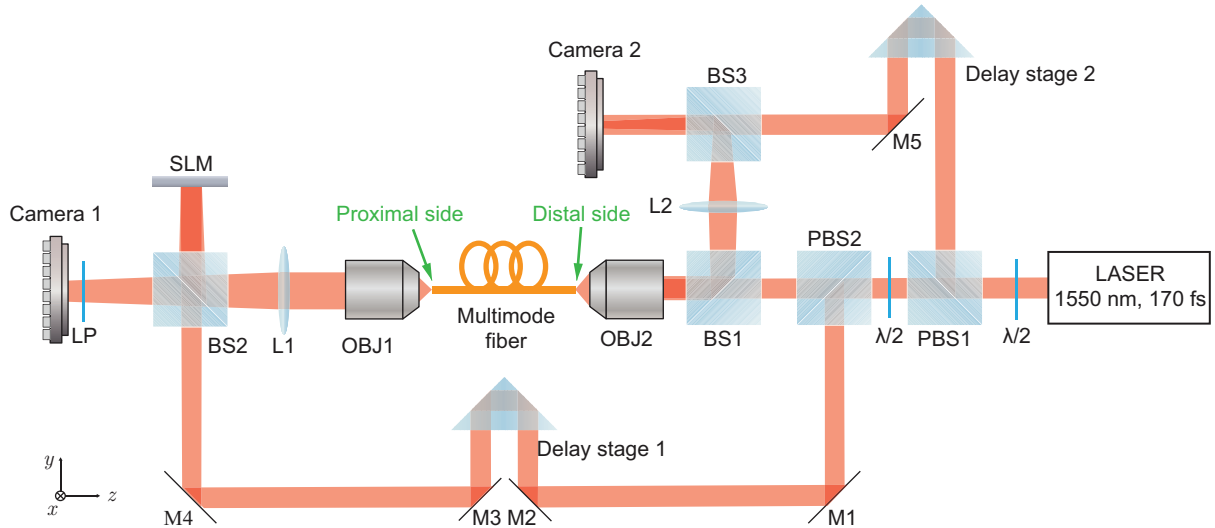 Camera 2
BS3
Delay stage 2
M5
SLM
Camera 1
Proximal side
Distal side
L2
PBS2
LASER
1550 nm, 170 fs
LP
BS2
L1
OBJ1
Multimode
fiber
OBJ2
BS1
λ/2
PBS1
λ/2
Delay stage 1
y
x
z
M4
M3
M2
M1